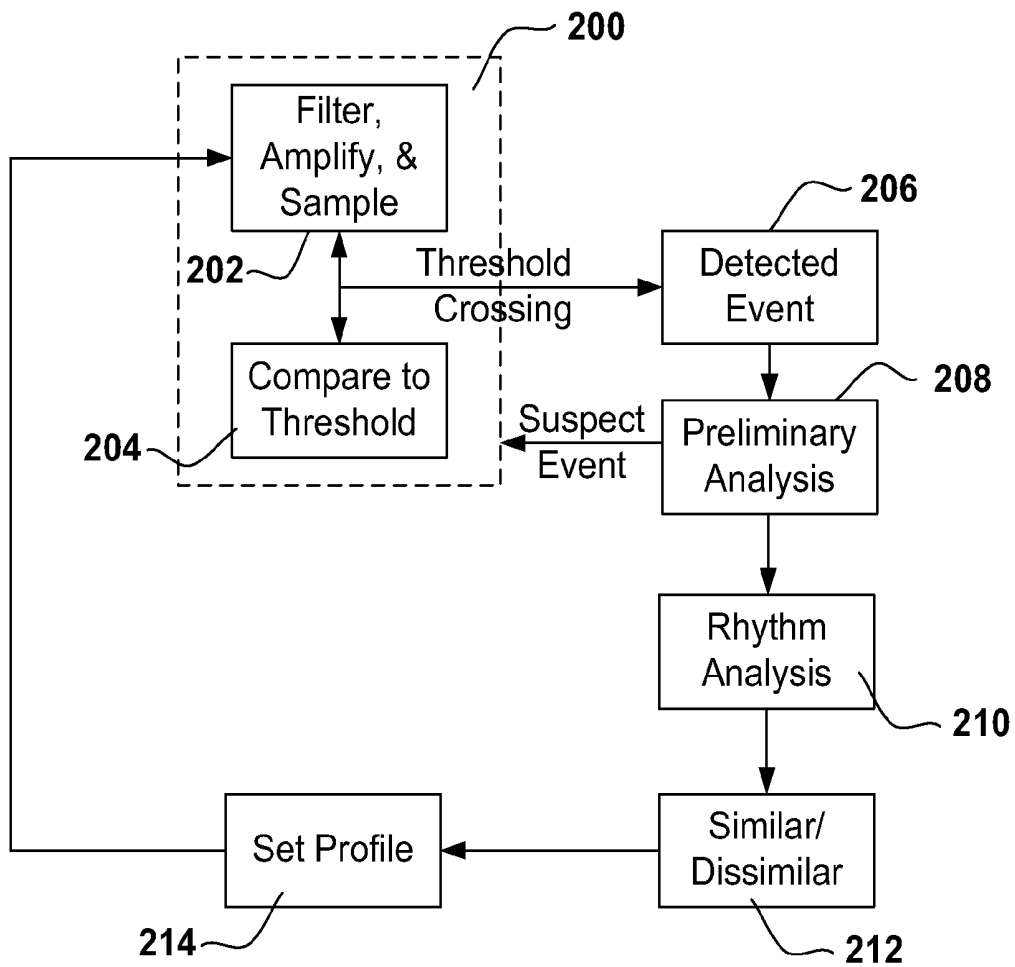 200
Filter,
Amplify, &
Sample
202
206
Threshold
Crossing
Detected
Event
Compare to
Threshold
204
208
Suspect
Event
Preliminary
Analysis
Rhythm
Analysis
210
Set Profile
214
Similar/
Dissimilar
212